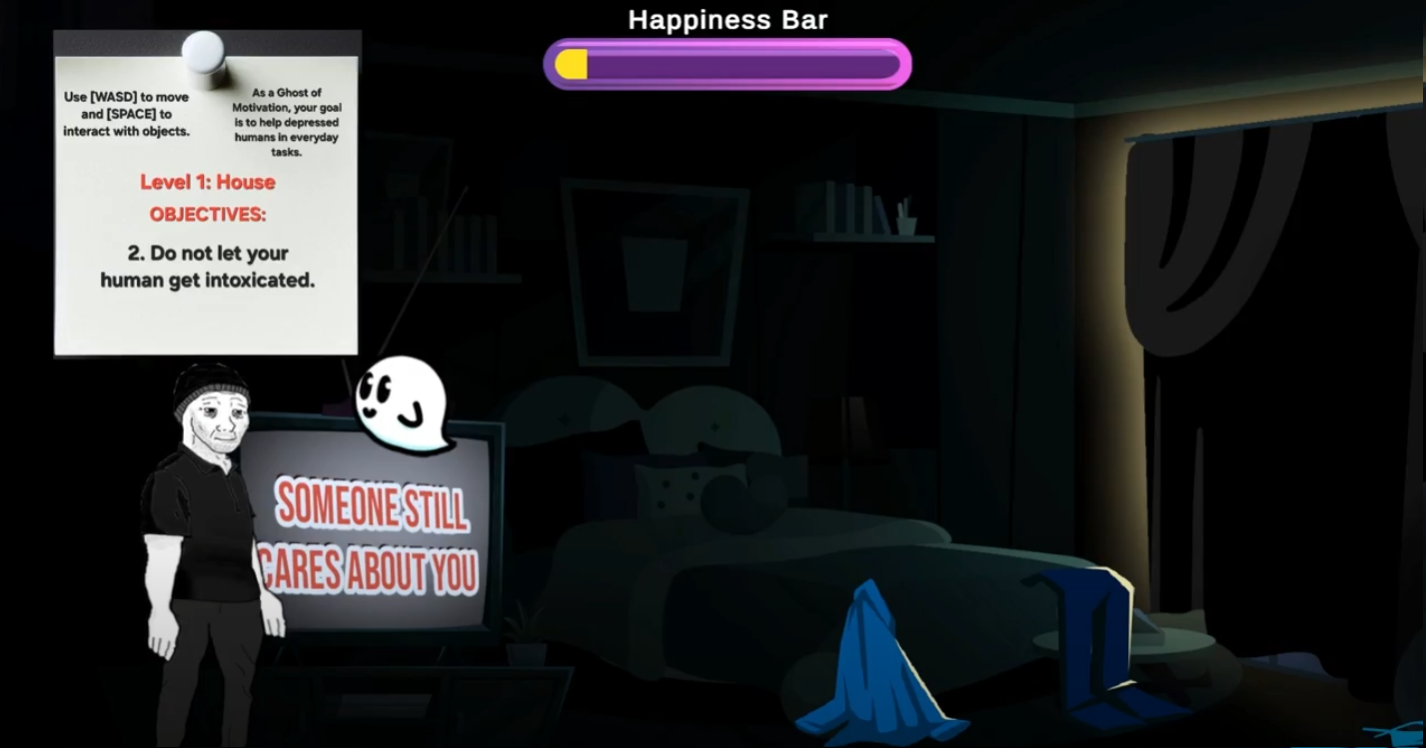 Happiness Bar
Use [WASD] to move
and [SPACE] to
interact with objects.
As a Ghost of
Motivation, your goal
is to help depressed
humans in everyday
tasks.
Level 1: House
OBJECTIVES:
2. Do not let your
human get intoxicated.
SOMEONE STILL
CARES ABOUT YOU